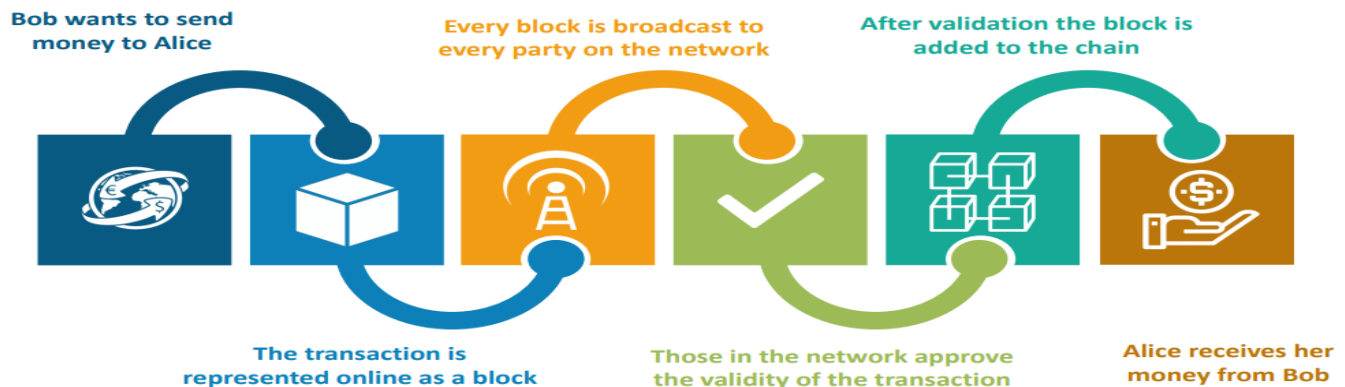 Bob wants to send
money to Alice
The transaction is
represented online as a block
Every block is broadcast to
every party on the network
Those in the network approve
the validity of the transaction
After validation the block is
added to the chain
Alice receives her
money from Bob